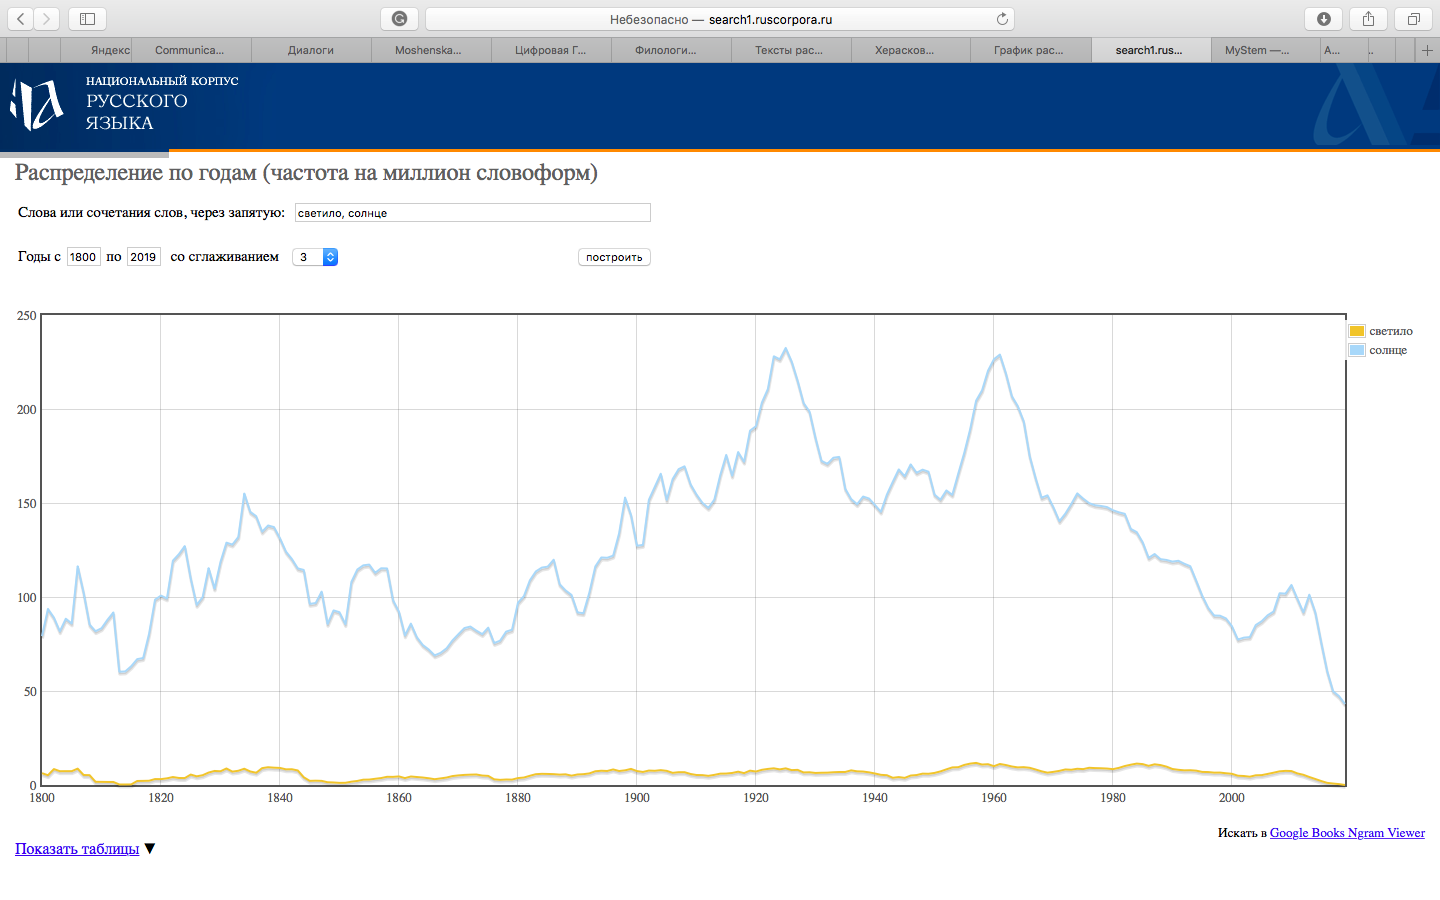 Небезопасно — search1.ruscorpora.ru
Яндекс
Communica...
Диалоги
Moshenska...
Цифровая Г...
Филологи...
Тексты рас...
Херасков...
График рас...
search1.rus...
MyStem —...
А...
НАЦИОНАЛЬНЫЙ КОРПУС
РУССКОГО
ЯЗЫКА
Распределение по годам (частота на миллион словоформ)
Слова или сочетания слов, через запятую: светило, солнце
Годы с 1800 по 2019 со сглаживанием 3 построить
250
200
150
100
50
0
светило
солнце
1800 1820 1840 1860 1880 1900 1920 1940 1960 1980 2000
Искать в Google Books Ngram Viewer
Показать таблицы ▼